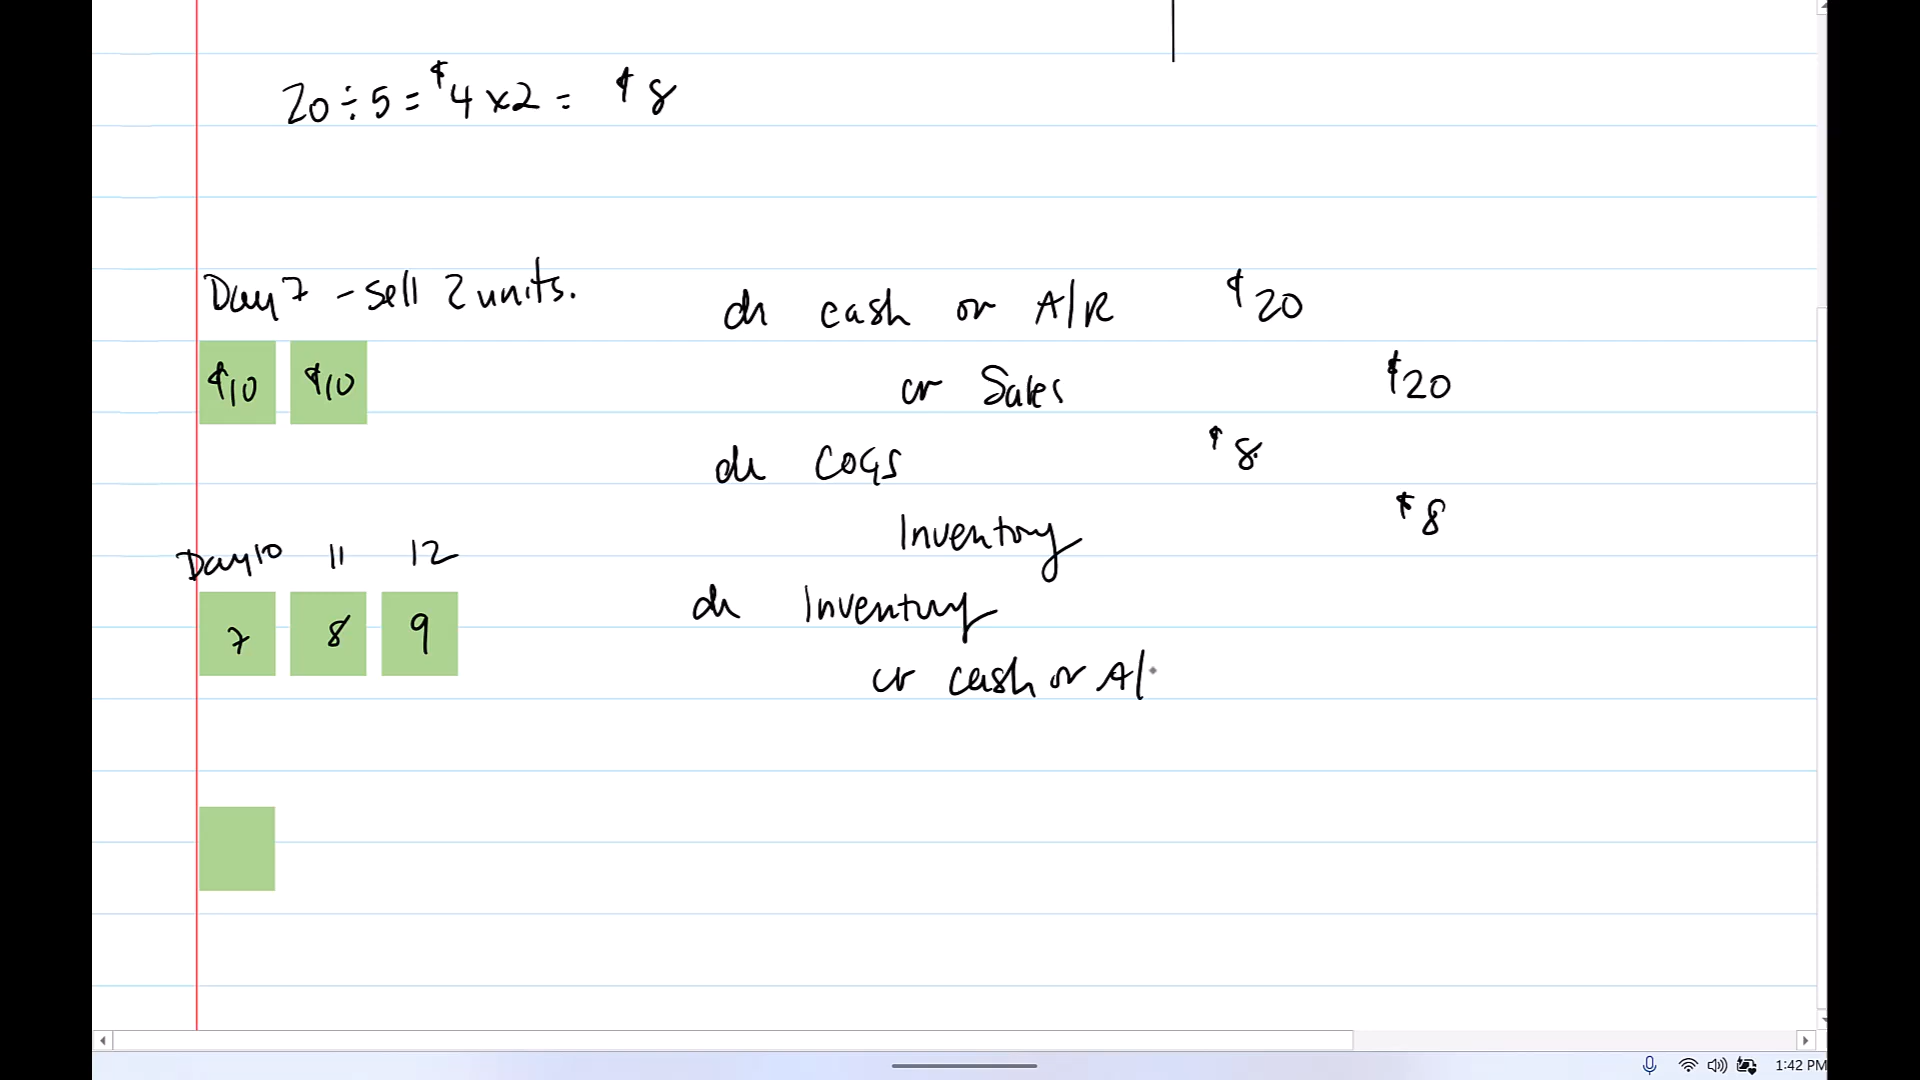 20 ÷ 5 = $4 x 2 = $8
Day 7 - sell 2 units.
dr cash or A/R $20
$10 $10
cr Sales $20
dr COGS $8
Inventory $8
Day 10 11 12
7 8 9
dr Inventory
cr cash or A/
1:42 PM